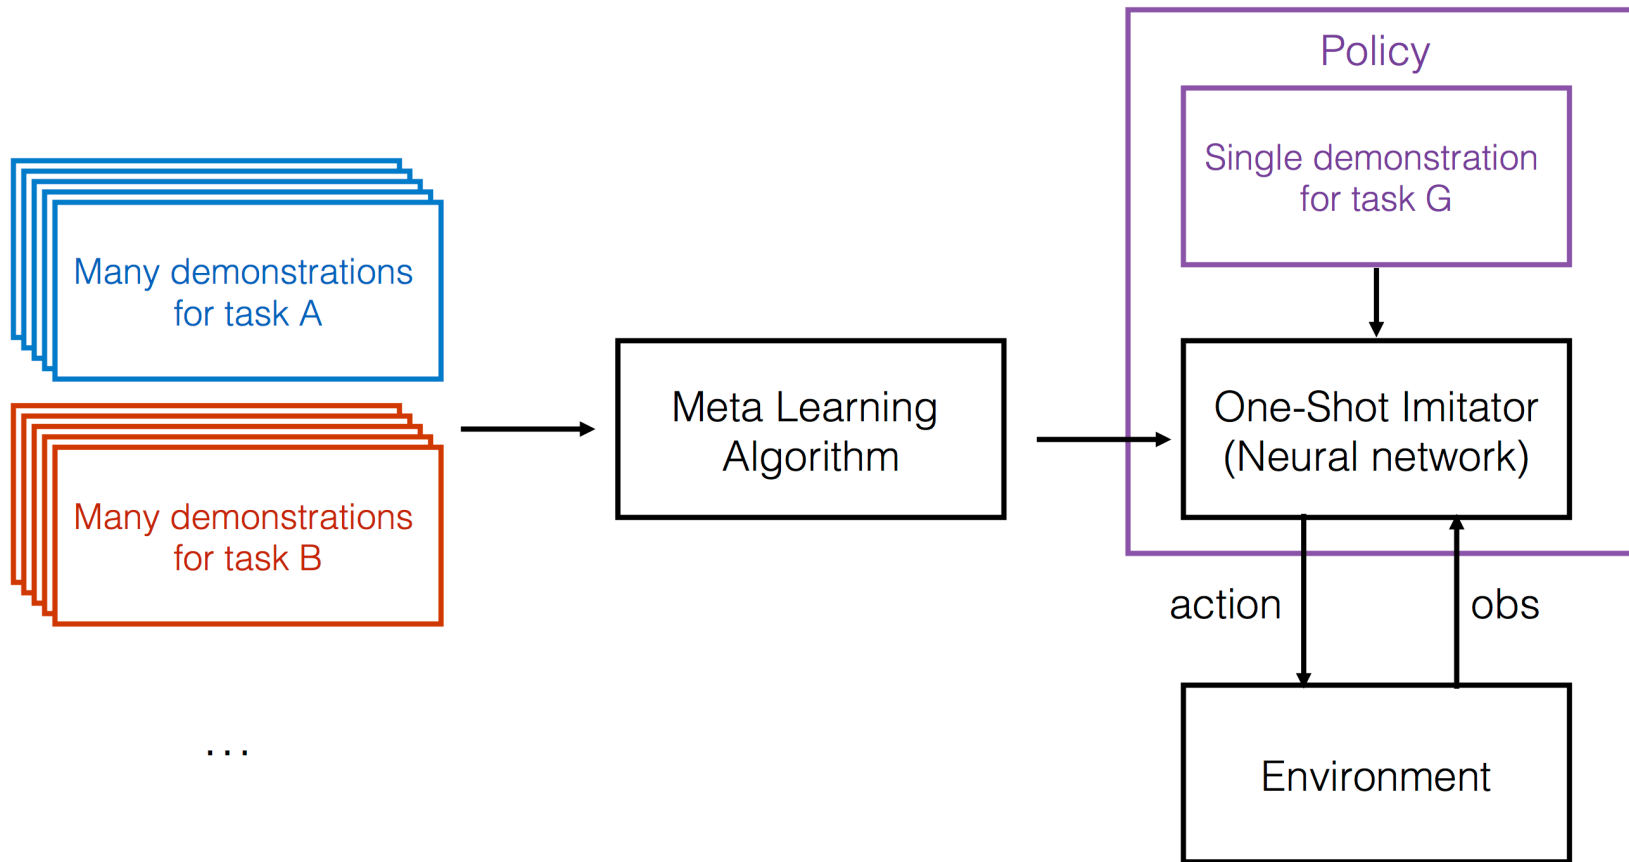 Policy
Single demonstration
for task G
Many demonstrations
for task A
Meta Learning
Algorithm
One-Shot Imitator
(Neural network)
Many demonstrations
for task B
action
obs
...
Environment